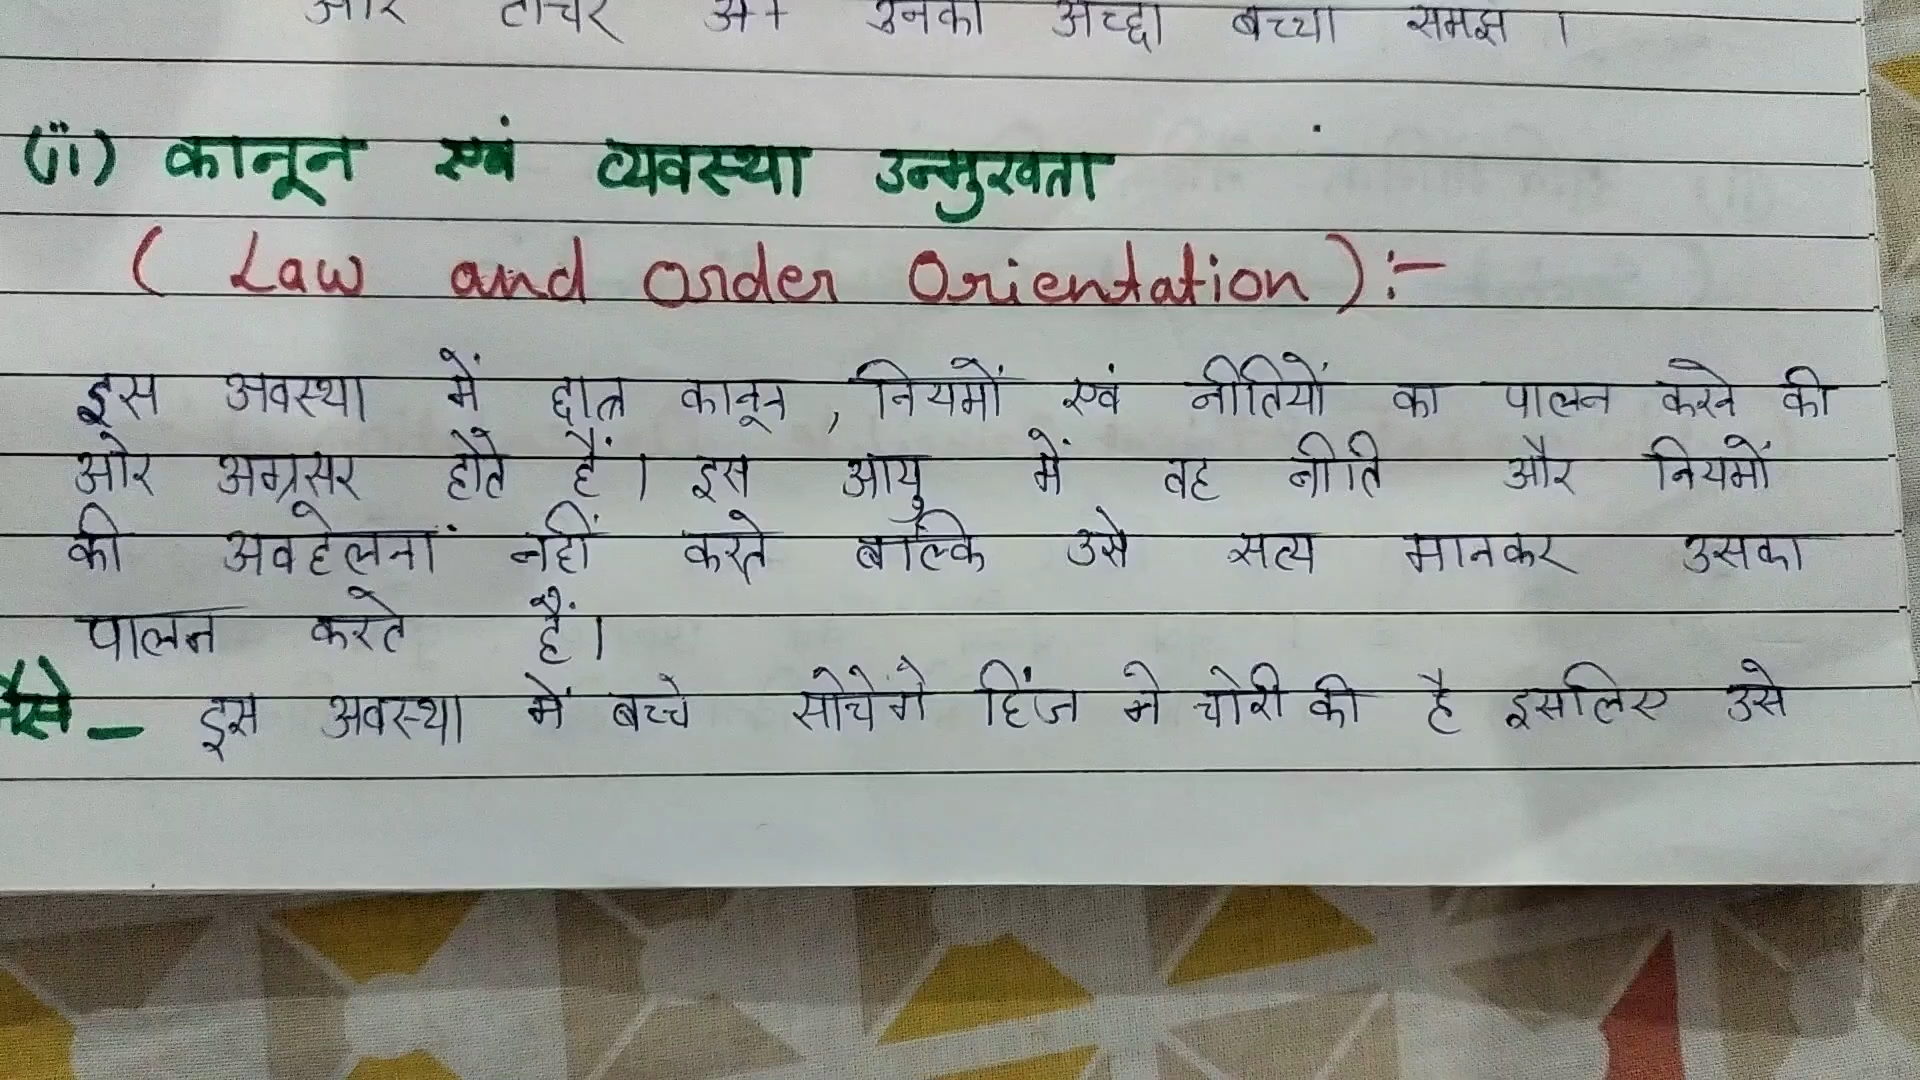 और टीचर भी उनको अच्छा बच्चा समझे ।
(ii) कानून एवं व्यवस्था उन्मुखता
( Law and Order Orientation ) :-
इस अवस्था में छात्र कानून , नियमों एवं नीतियों का पालन करने की
ओर अग्रसर होते हैं । इस आयु में वह नीति और नियमों
की अवहेलनां नहीं करते बल्कि उसे सत्य मानकर उसका
पालन करते हैं ।
जैसे - इस अवस्था में बच्चे सोचेंगे हिंज ने चोरी की है इसलिए उसे